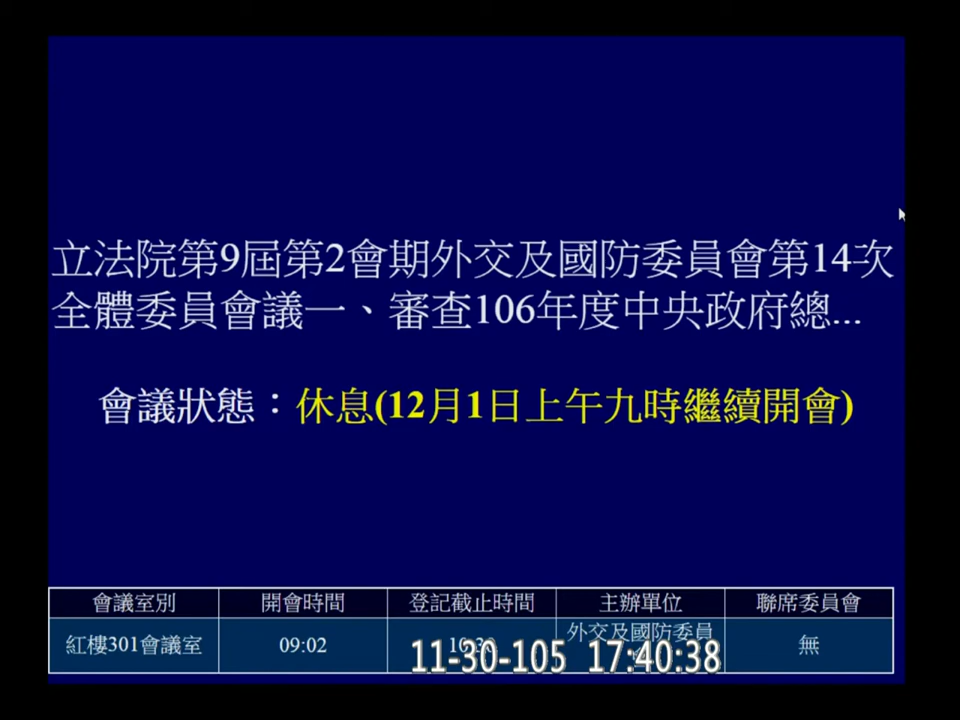 立法院第9屆第2會期外交及國防委員會第14次
全體委員會議一、審查106年度中央政府總...
會議狀態：休息(12月1日上午九時繼續開會)
會議室別 開會時間 登記截止時間 主辦單位 聯席委員會
紅樓301會議室 09:02 10:30 外交及國防委員 無
11-30-105 17:40:38